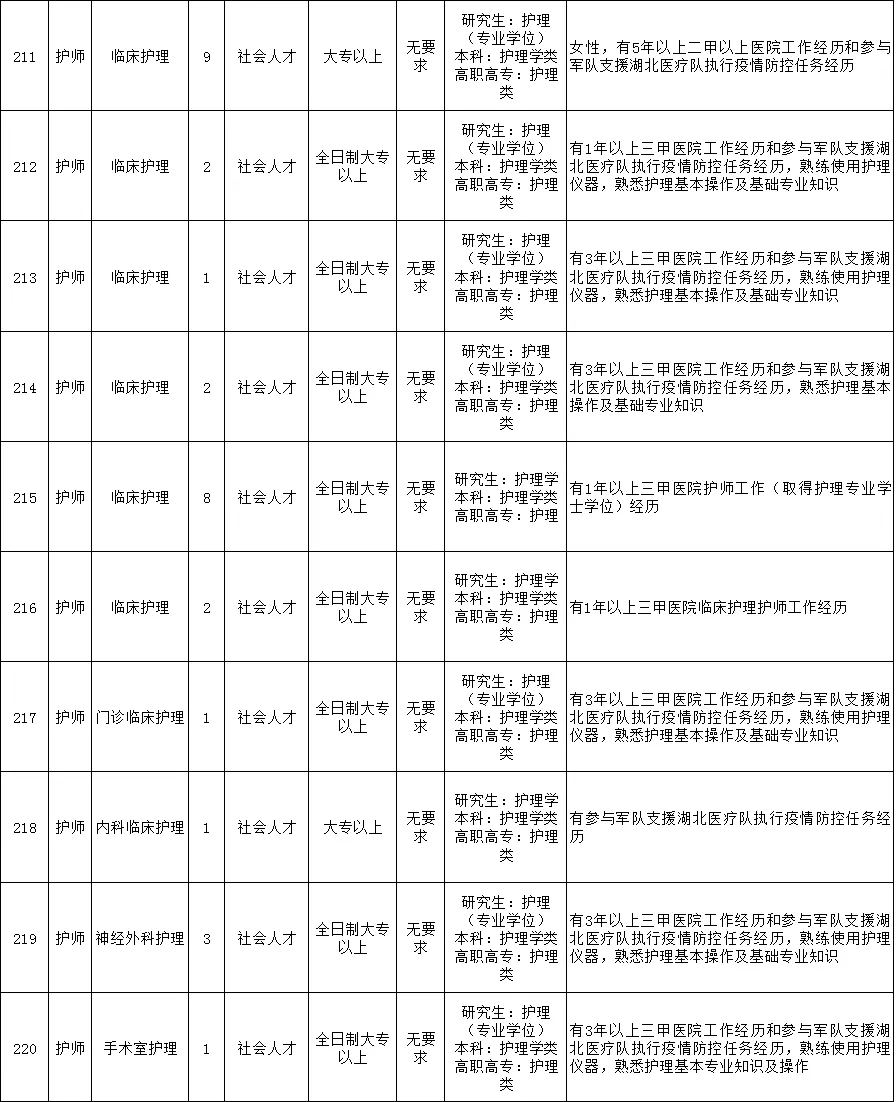 211 护师 临床护理 9 社会人才 大专以上 无要求 研究生：护理（专业学位）本科：护理学类 高职高专：护理类 女性，有5年以上二甲以上医院工作经历和参与军队支援湖北医疗队执行疫情防控任务经历
212 护师 临床护理 2 社会人才 全日制大专以上 无要求 研究生：护理（专业学位）本科：护理学类 高职高专：护理类 有1年以上三甲医院工作经历和参与军队支援湖北医疗队执行疫情防控任务经历，熟练使用护理仪器，熟悉护理基本操作及基础专业知识
213 护师 临床护理 1 社会人才 全日制大专以上 无要求 研究生：护理（专业学位）本科：护理学类 高职高专：护理类 有3年以上三甲医院工作经历和参与军队支援湖北医疗队执行疫情防控任务经历，熟练使用护理仪器，熟悉护理基本操作及基础专业知识
214 护师 临床护理 2 社会人才 全日制大专以上 无要求 研究生：护理（专业学位）本科：护理学类 高职高专：护理类 有3年以上三甲医院工作经历和参与军队支援湖北医疗队执行疫情防控任务经历，熟悉护理基本操作及基础专业知识
215 护师 临床护理 8 社会人才 全日制大专以上 无要求 研究生：护理学 本科：护理学类 高职高专：护理 有1年以上三甲医院护师工作（取得护理专业学士学位）经历
216 护师 临床护理 2 社会人才 全日制大专以上 无要求 研究生：护理学 本科：护理学类 高职高专：护理类 有1年以上三甲医院临床护理护师工作经历
217 护师 门诊临床护理 1 社会人才 全日制大专以上 无要求 研究生：护理（专业学位）本科：护理学类 高职高专：护理类 有3年以上三甲医院工作经历和参与军队支援湖北医疗队执行疫情防控任务经历，熟练使用护理仪器，熟悉护理基本操作及基础专业知识
218 护师 内科临床护理 1 社会人才 大专以上 无要求 研究生：护理学 本科：护理学类 高职高专：护理类 有参与军队支援湖北医疗队执行疫情防控任务经历
219 护师 神经外科护理 3 社会人才 全日制大专以上 无要求 研究生：护理（专业学位）本科：护理学类 高职高专：护理类 有3年以上三甲医院工作经历和参与军队支援湖北医疗队执行疫情防控任务经历，熟练使用护理仪器，熟悉护理基本操作及基础专业知识
220 护师 手术室护理 1 社会人才 全日制大专以上 无要求 研究生：护理（专业学位）本科：护理学类 高职高专：护理类 有3年以上三甲医院工作经历和参与军队支援湖北医疗队执行疫情防控任务经历，熟练使用护理仪器，熟悉护理基本专业知识及操作